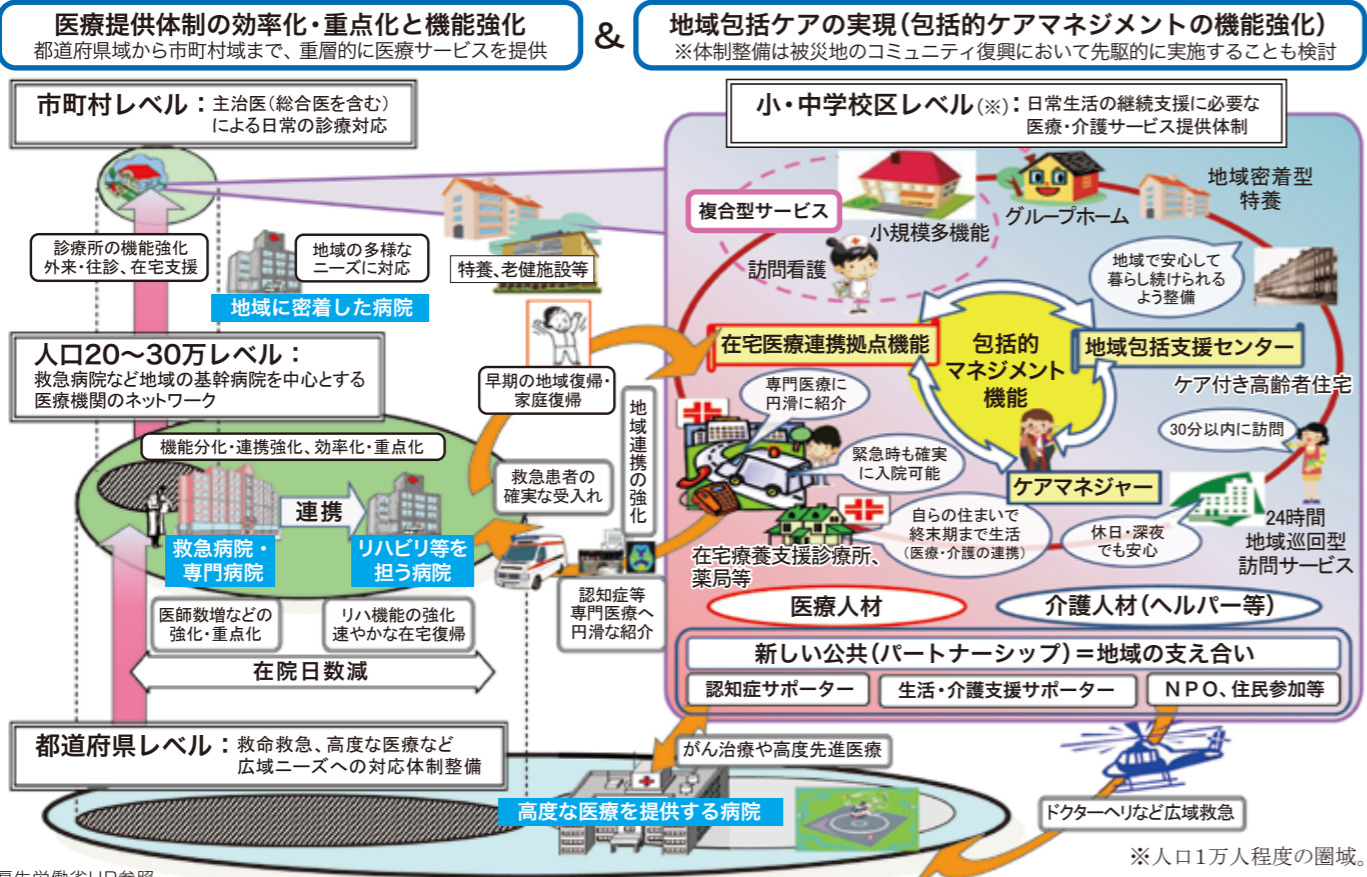 医療提供体制の効率化・重点化と機能強化
都道府県域から市町村域まで、重層的に医療サービスを提供
&
地域包括ケアの実現(包括的ケアマネジメントの機能強化)
※体制整備は被災地のコミュニティ復興において先駆的に実施することも検討
市町村レベル：主治医(総合医を含む)
による日常の診療対応
診療所の機能強化
外来・往診、在宅支援
地域の多様な
ニーズに対応
地域に密着した病院
特養、老健施設等
人口20〜30万レベル：
救急病院など地域の基幹病院を中心とする
医療機関のネットワーク
早期の地域復帰・
家庭復帰
地域連携の強化
機能分化・連携強化、効率化・重点化
救急患者の
確実な受入れ
連携
救急病院・
専門病院
リハビリ等を
担う病院
医師数増などの
強化・重点化
リハ機能の強化
速やかな在宅復帰
認知症等
専門医療へ
円滑な紹介
在院日数減
都道府県レベル：救命救急、高度な医療など
広域ニーズへの対応体制整備
がん治療や高度先進医療
高度な医療を提供する病院
ドクターヘリなど広域救急
小・中学校区レベル(※)：日常生活の継続支援に必要な
医療・介護サービス提供体制
複合型サービス
小規模多機能
訪問看護
グループホーム
地域密着型
特養
地域で安心して
暮らし続けられる
よう整備
在宅医療連携拠点機能
包括的
マネジメント
機能
地域包括支援センター
ケア付き高齢者住宅
専門医療に
円滑に紹介
緊急時も確実
に入院可能
30分以内に訪問
ケアマネジャー
自らの住まいで
終末期まで生活
(医療・介護の連携)
休日・深夜
でも安心
24時間
地域巡回型
訪問サービス
在宅療養支援診療所、
薬局等
医療人材
介護人材(ヘルパー等)
新しい公共(パートナーシップ)＝地域の支え合い
認知症サポーター
生活・介護支援サポーター
NPO、住民参加等
※人口1万人程度の圏域。